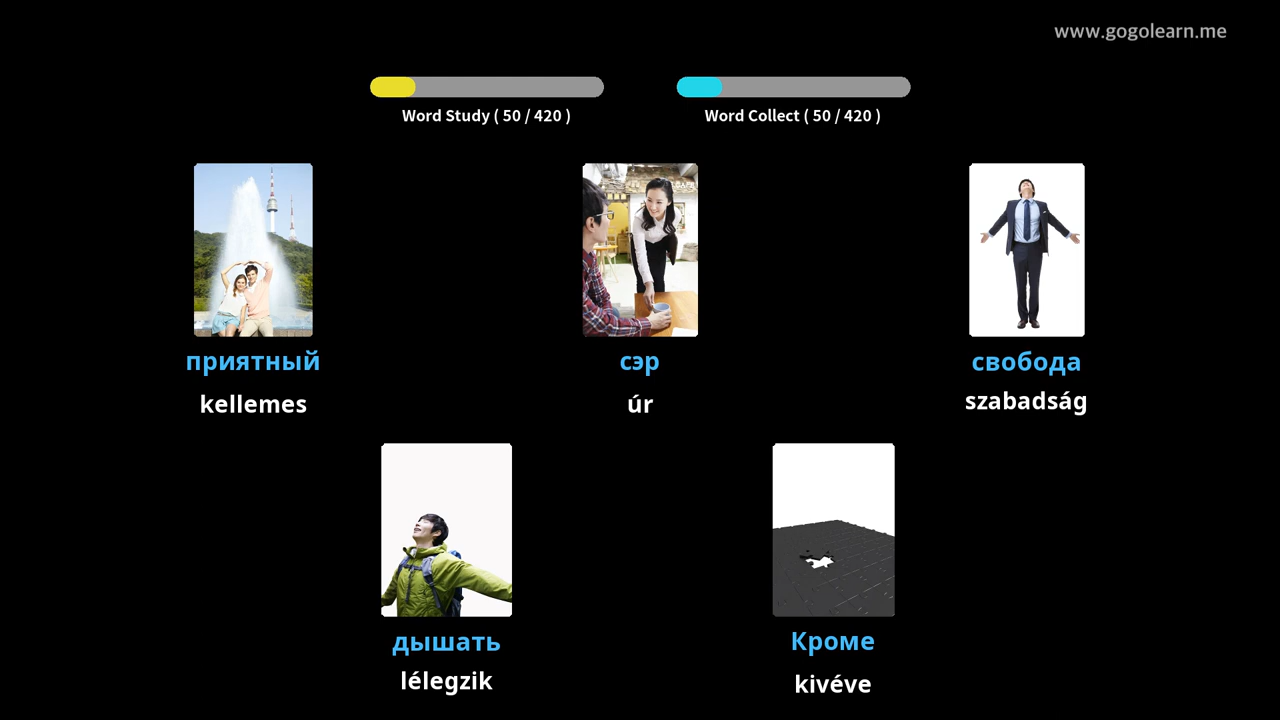 www.gogolearn.me
Word Study ( 50 / 420 )
Word Collect ( 50 / 420 )
приятный
kellemes
сэр
úr
свобода
szabadság
дышать
lélegzik
Кроме
kivéve